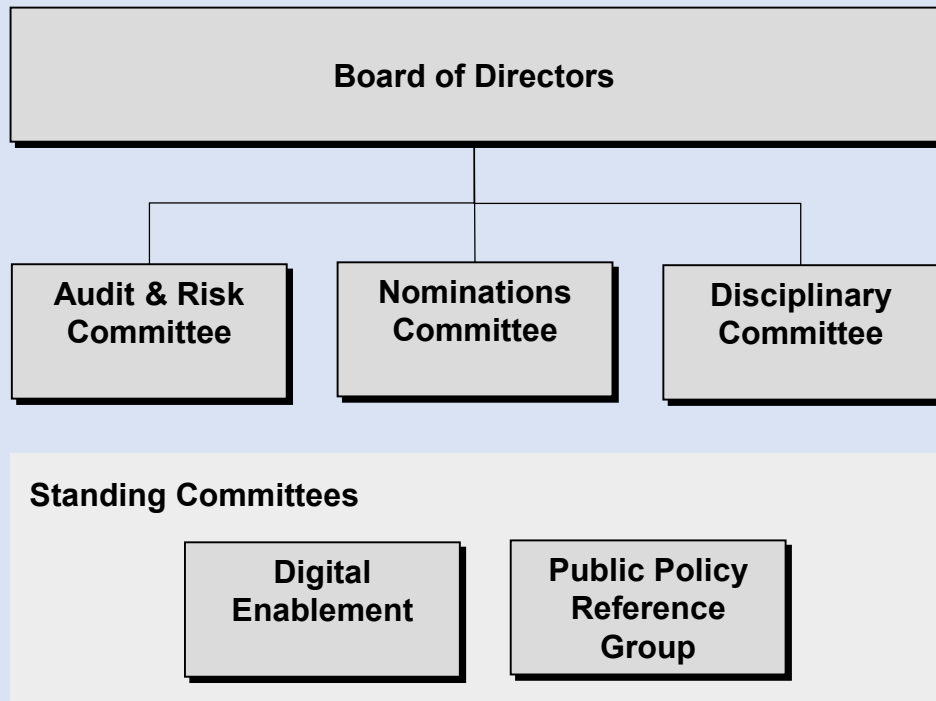 Board of Directors
Audit & Risk
Committee
Nominations
Committee
Disciplinary
Committee
Standing Committees
Digital
Enablement
Public Policy
Reference
Group